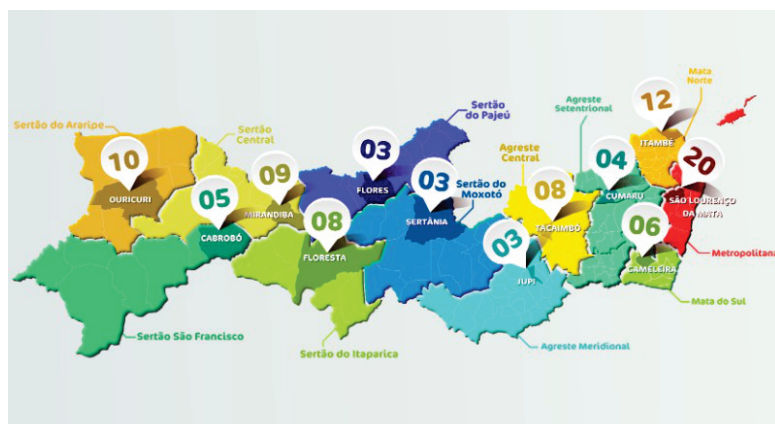 Mata
Norte
12
ITAMBÉ
Sertão
do Pajeú
Agreste
Setentrional
Sertão do Araripe
Sertão
Central
10
OURICURI
09
MIRANDIBA
03
FLORES
03
SERTÂNIA
Sertão do
Moxotó
Agreste
Central
08
TACAIMBÓ
04
CUMARU
20
SÃO LOURENÇO
DA MATA
05
CABROBÓ
08
FLORESTA
03
JUPI
06
GAMELEIRA
Metropolitana
Mata do Sul
Sertão São Francisco
Sertão do Itaparica
Agreste Meridional